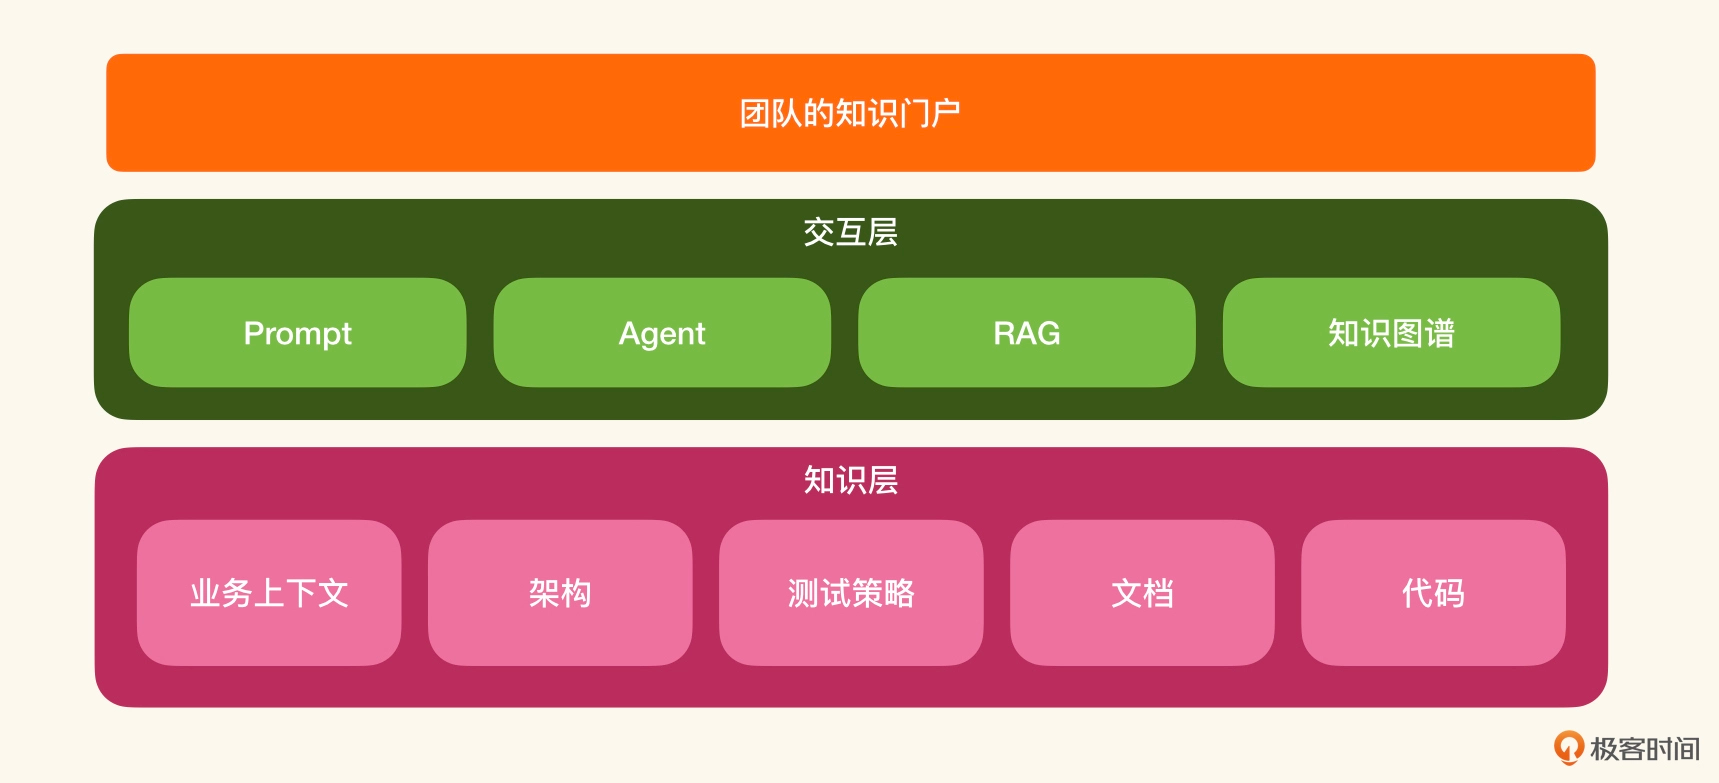 团队的知识门户
交互层
Prompt Agent RAG 知识图谱
知识层
业务上下文 架构 测试策略 文档 代码
极客时间